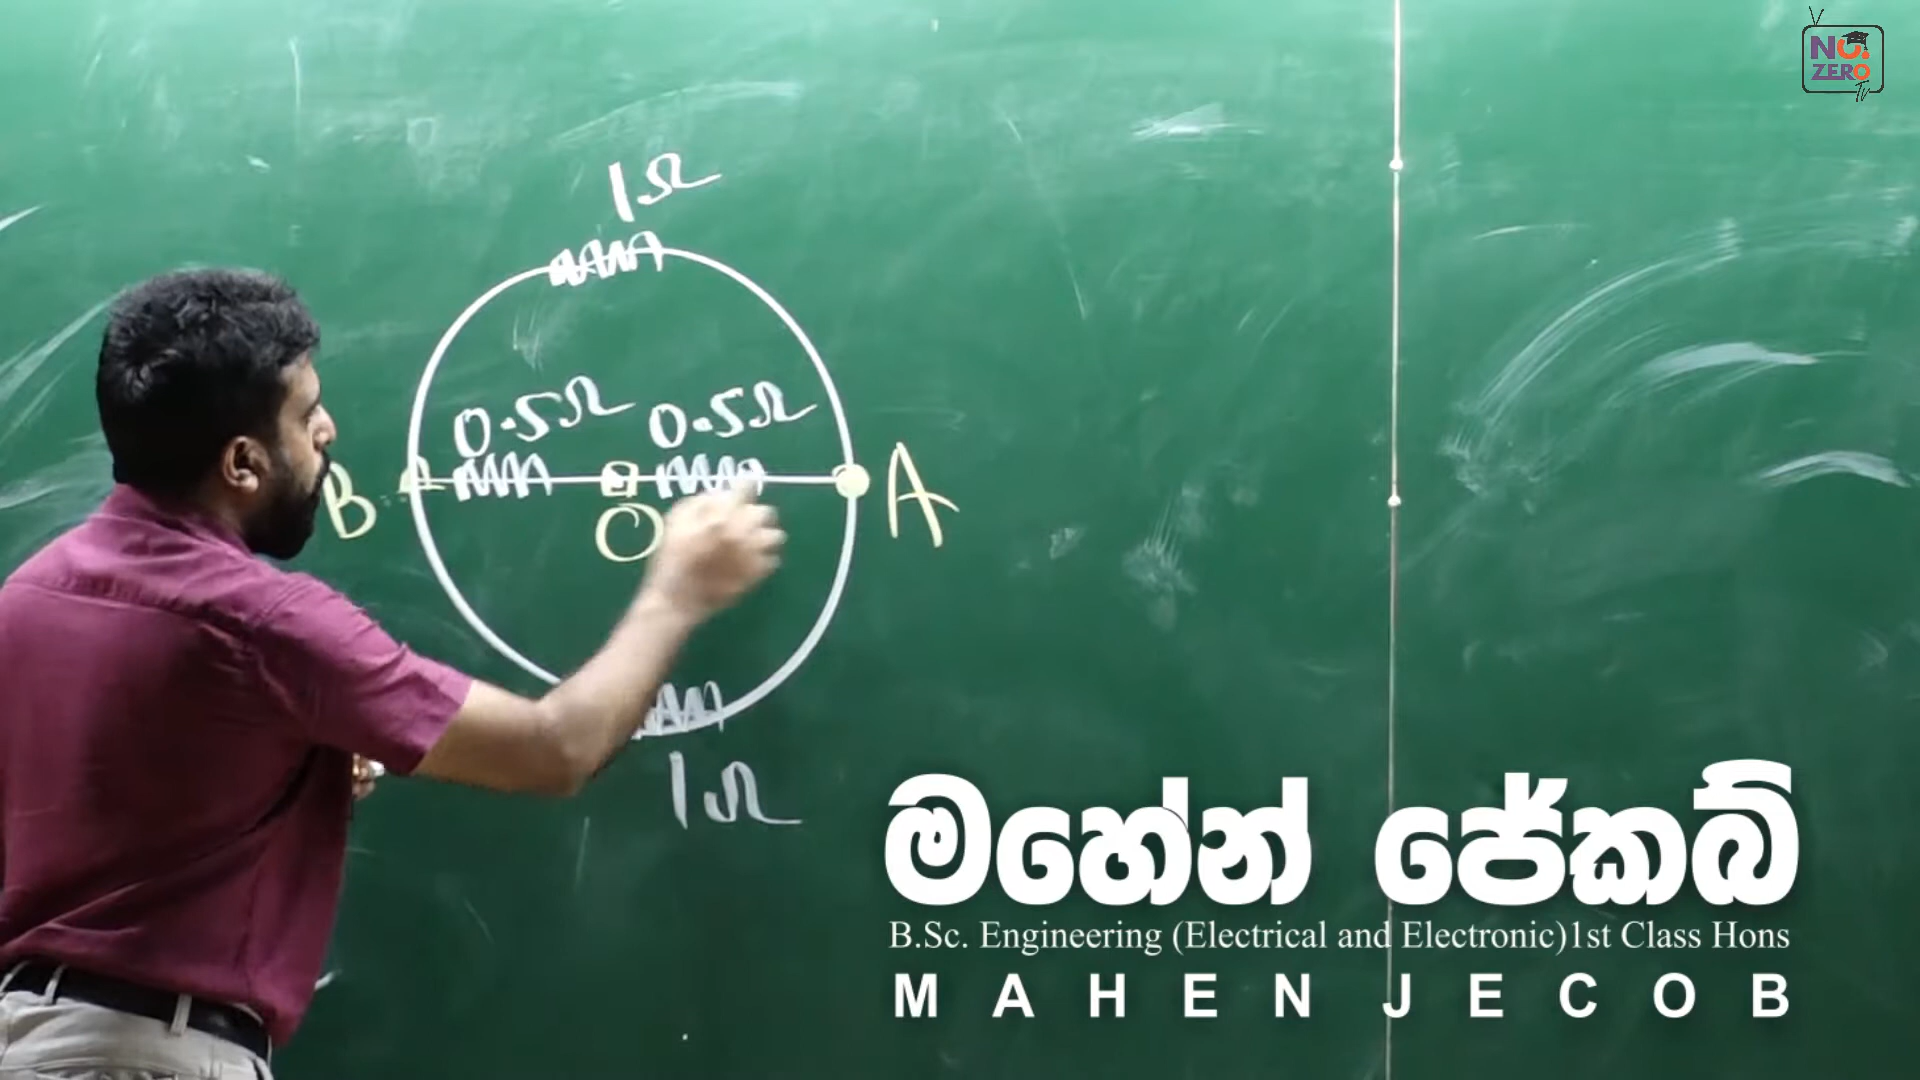 NO.
ZERO
Tv
1Ω
0.5Ω 0.5Ω
B O A
1Ω
මහේන් ජේකබ්
B.Sc. Engineering (Electrical and Electronic)1st Class Hons
MAHEN JECOB